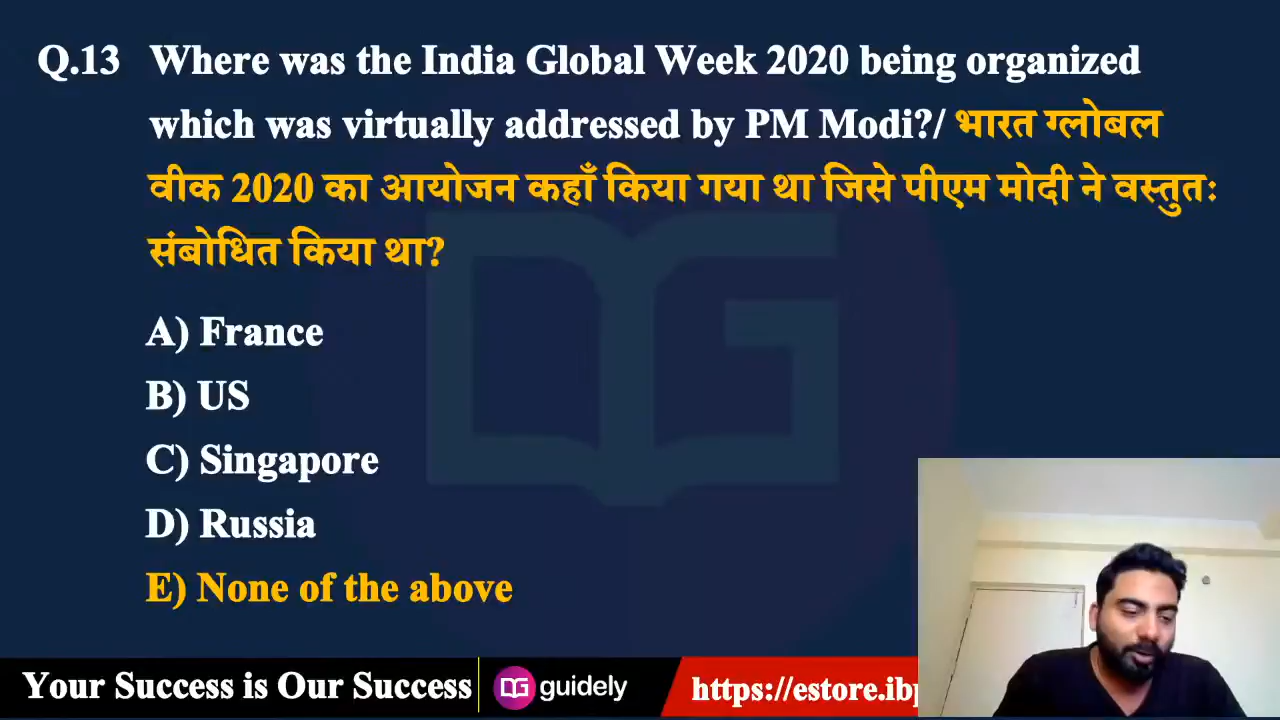 Q.13 Where was the India Global Week 2020 being organized
which was virtually addressed by PM Modi?/ भारत ग्लोबल
वीक 2020 का आयोजन कहाँ किया गया था जिसे पीएम मोदी ने वस्तुतः
संबोधित किया था?
A) France
B) US
C) Singapore
D) Russia
E) None of the above
Your Success is Our Success guidely https://estore.ibp